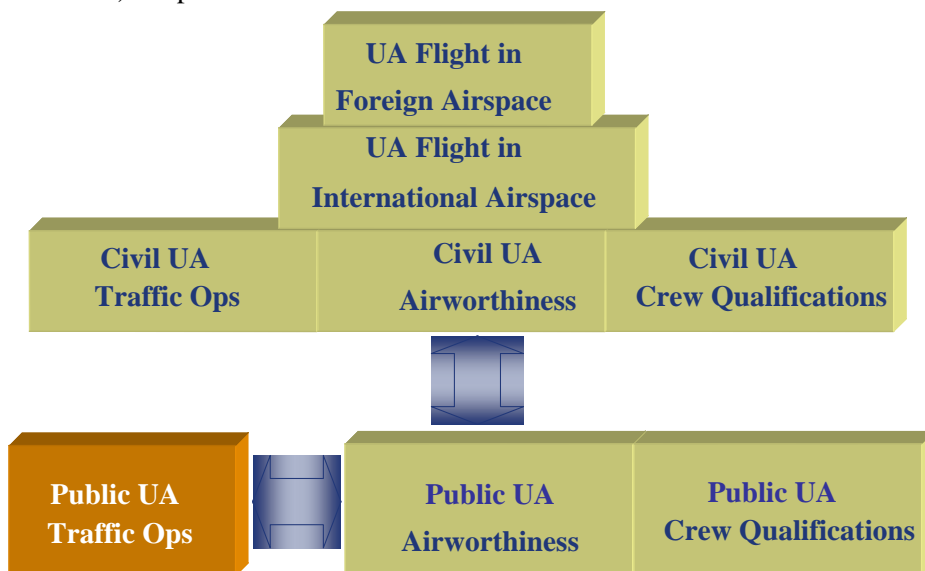 UA Flight in
Foreign Airspace
UA Flight in
International Airspace
Civil UA
Traffic Ops
Civil UA
Airworthiness
Civil UA
Crew Qualifications
Public UA
Traffic Ops
Public UA
Airworthiness
Public UA
Crew Qualifications